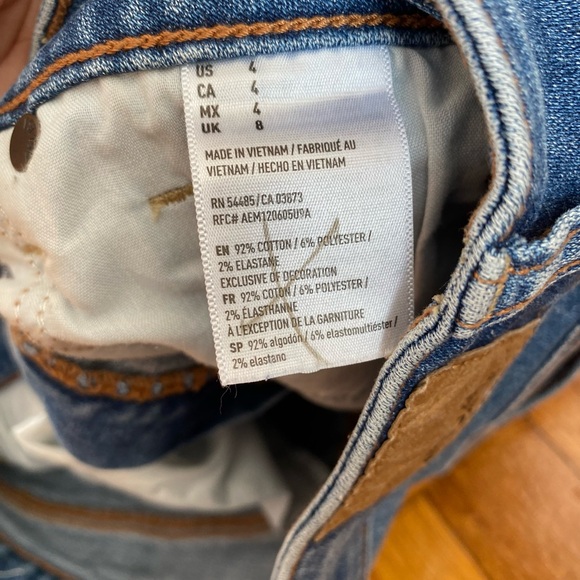 US 4
CA 4
MX 4
UK 8
MADE IN VIETNAM / FABRIQUÉ AU
VIETNAM / HECHO EN VIETNAM
RN 54485 / CA 03873
RFC# AEM120605U9A
EN 92% COTTON / 6% POLYESTER /
2% ELASTANE
EXCLUSIVE OF DECORATION
FR 92% COTON / 6% POLYESTER /
2% ÉLASTHANNE
À L'EXCEPTION DE LA GARNITURE
SP 92% algodón / 6% elastomultiéster /
2% elastano